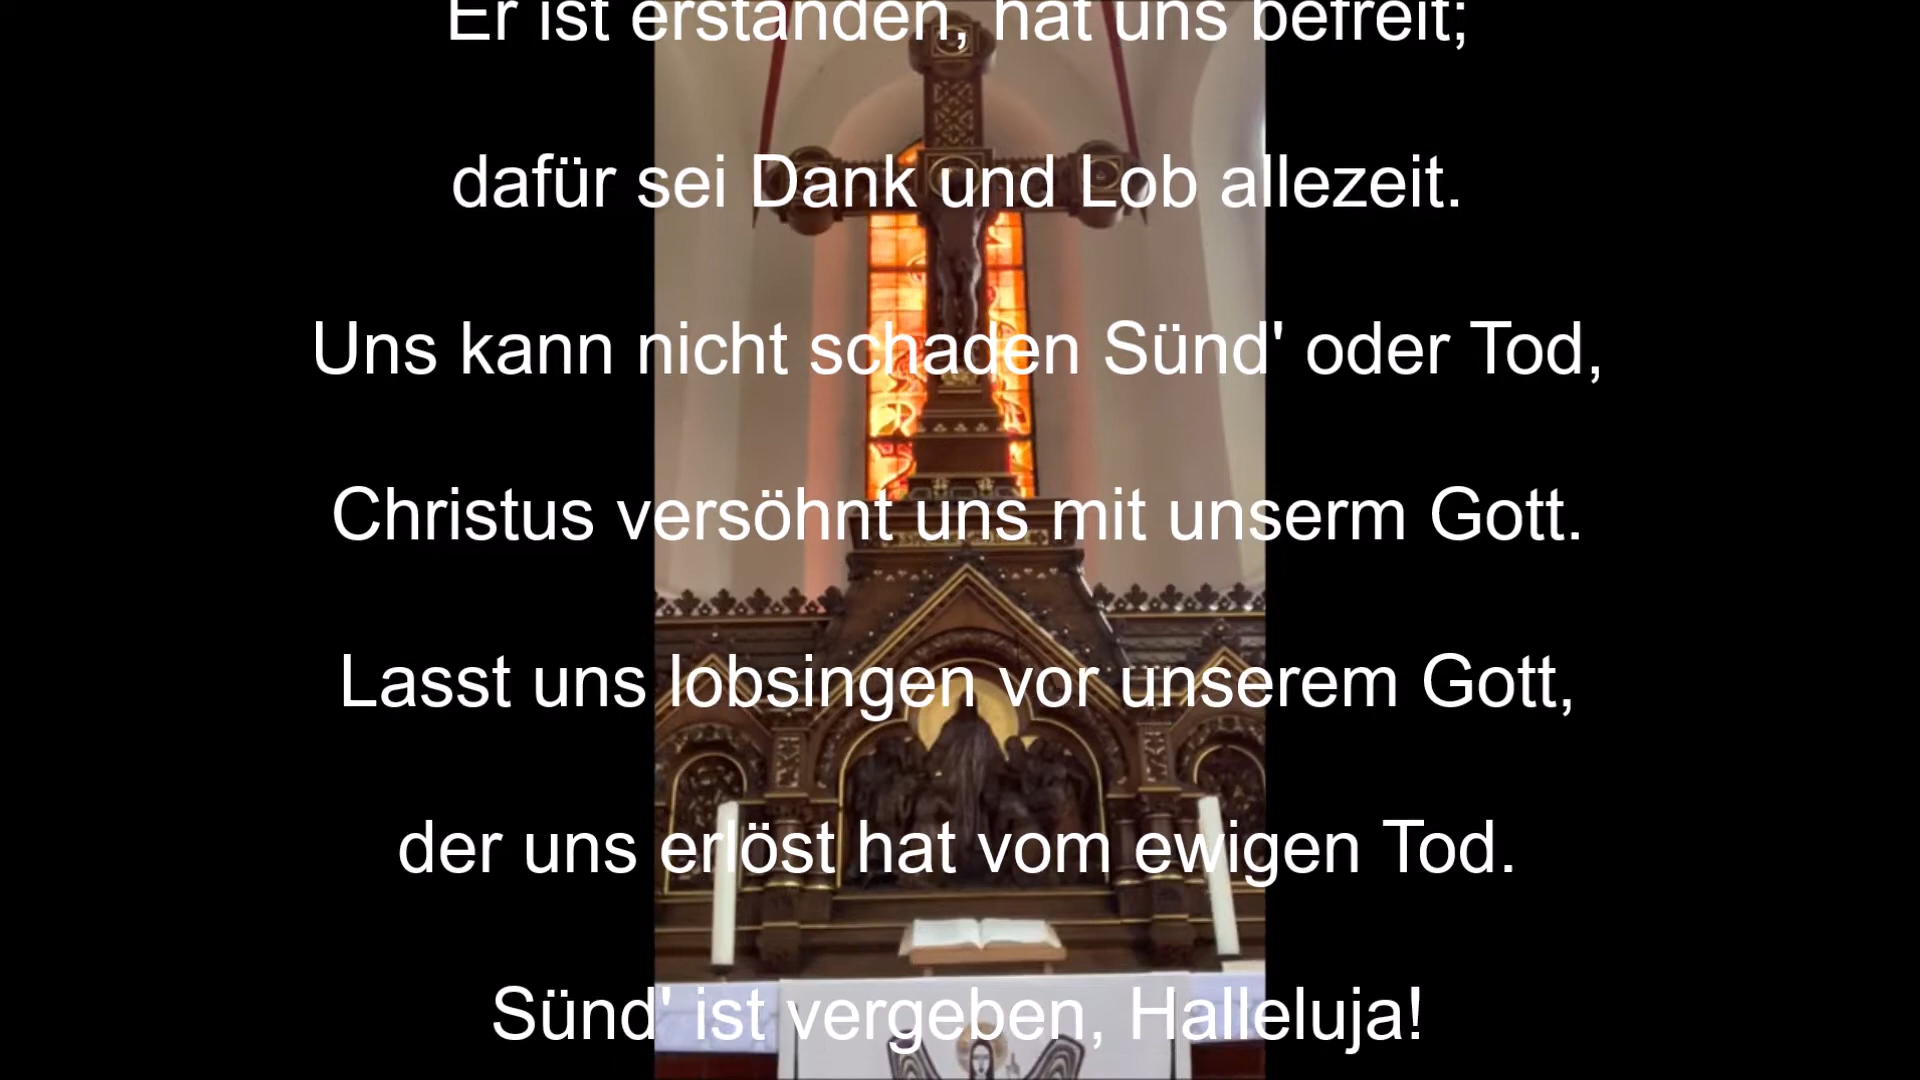 Er ist erstanden, hat uns befreit;
dafür sei Dank und Lob allezeit.
Uns kann nicht schaden Sünd' oder Tod,
Christus versöhnt uns mit unserm Gott.
Lasst uns lobsingen vor unserem Gott,
der uns erlöst hat vom ewigen Tod.
Sünd' ist vergeben, Halleluja!